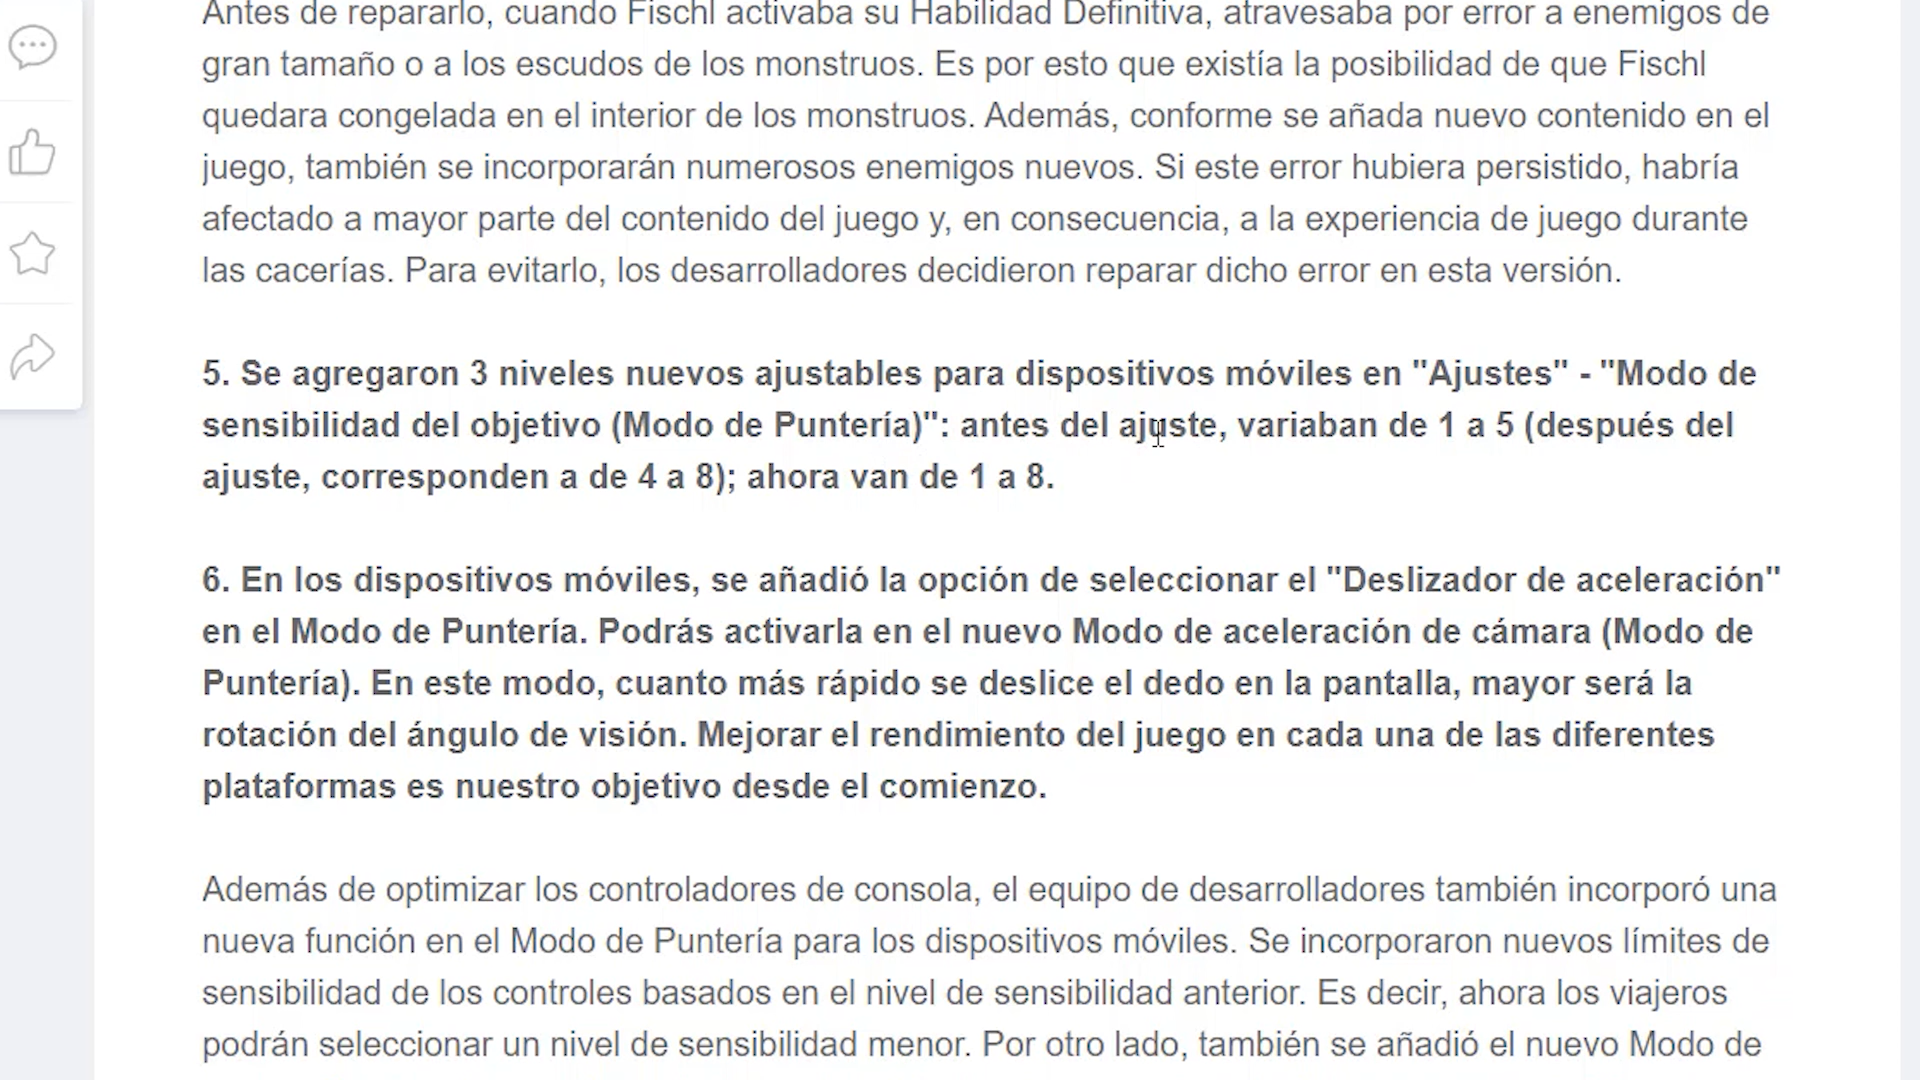 Antes de repararlo, cuando Fischl activaba su Habilidad Definitiva, atravesaba por error a enemigos de
gran tamaño o a los escudos de los monstruos. Es por esto que existía la posibilidad de que Fischl
quedara congelada en el interior de los monstruos. Además, conforme se añada nuevo contenido en el
juego, también se incorporarán numerosos enemigos nuevos. Si este error hubiera persistido, habría
afectado a mayor parte del contenido del juego y, en consecuencia, a la experiencia de juego durante
las cacerías. Para evitarlo, los desarrolladores decidieron reparar dicho error en esta versión.
5. Se agregaron 3 niveles nuevos ajustables para dispositivos móviles en "Ajustes" - "Modo de
sensibilidad del objetivo (Modo de Puntería)": antes del ajuste, variaban de 1 a 5 (después del
ajuste, corresponden a de 4 a 8); ahora van de 1 a 8.
6. En los dispositivos móviles, se añadió la opción de seleccionar el "Deslizador de aceleración"
en el Modo de Puntería. Podrás activarla en el nuevo Modo de aceleración de cámara (Modo de
Puntería). En este modo, cuanto más rápido se deslice el dedo en la pantalla, mayor será la
rotación del ángulo de visión. Mejorar el rendimiento del juego en cada una de las diferentes
plataformas es nuestro objetivo desde el comienzo.
Además de optimizar los controladores de consola, el equipo de desarrolladores también incorporó una
nueva función en el Modo de Puntería para los dispositivos móviles. Se incorporaron nuevos límites de
sensibilidad de los controles basados en el nivel de sensibilidad anterior. Es decir, ahora los viajeros
podrán seleccionar un nivel de sensibilidad menor. Por otro lado, también se añadió el nuevo Modo de